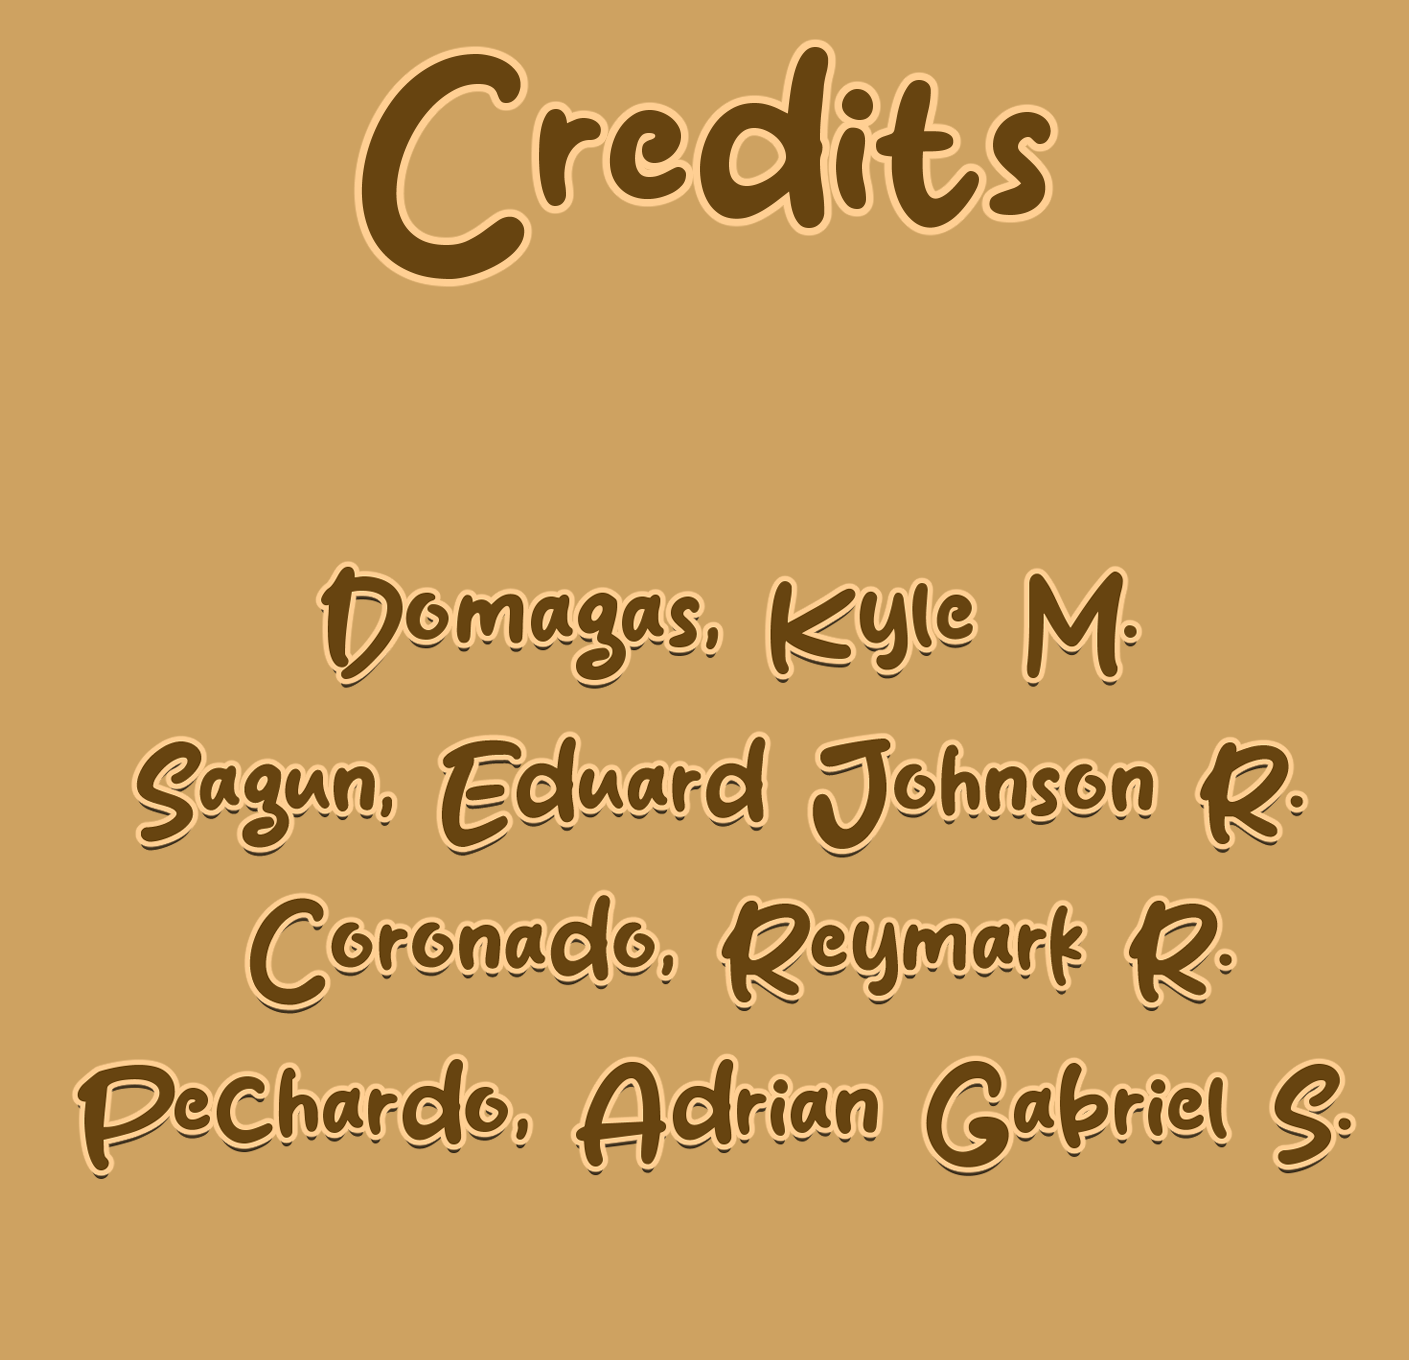 Credits
Domagas, Kyle M.
Sagun, Eduard Johnson R.
Coronado, Reymark R.
PeChardo, Adrian Gabriel S.